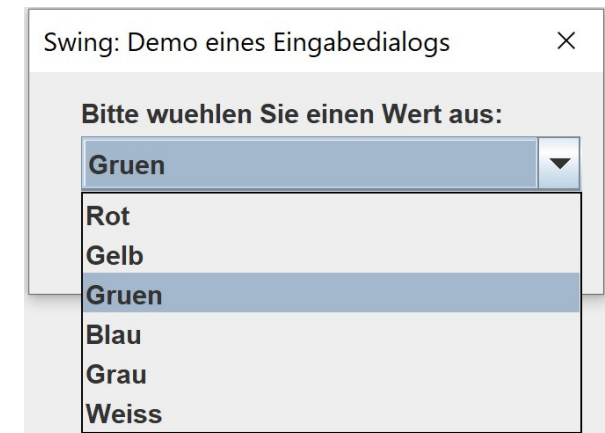 Swing: Demo eines Eingabedialogs
Bitte wuehlen Sie einen Wert aus:
Gruen
Rot
Gelb
Gruen
Blau
Grau
Weiss